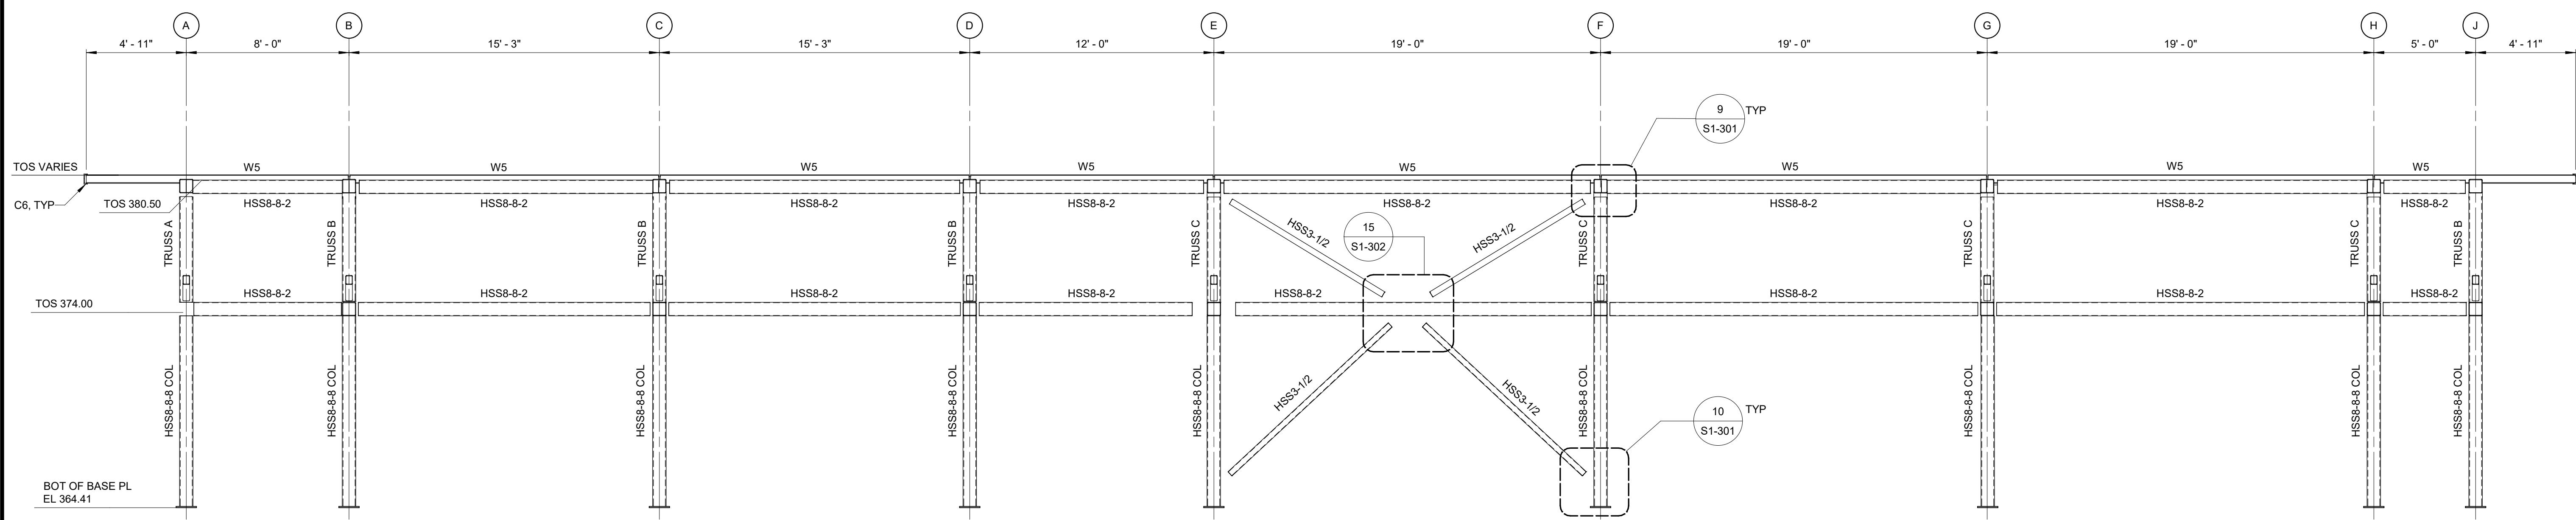 A B C D E F G H J
4' - 11" 8' - 0" 15' - 3" 15' - 3" 12' - 0" 19' - 0" 19' - 0" 19' - 0" 5' - 0" 4' - 11"
9 TYP
S1-301
TOS VARIES W5 W5 W5 W5 W5 W5 W5 W5
C6, TYP TOS 380.50 HSS8-8-2 HSS8-8-2 HSS8-8-2 HSS8-8-2 HSS8-8-2 HSS8-8-2 HSS8-8-2 HSS8-8-2
TRUSS A TRUSS B TRUSS B TRUSS B TRUSS C TRUSS C TRUSS C TRUSS C TRUSS B
HSS3-1/2 HSS3-1/2
15
S1-302
TOS 374.00 HSS8-8-2 HSS8-8-2 HSS8-8-2 HSS8-8-2 HSS8-8-2 HSS8-8-2 HSS8-8-2 HSS8-8-2
HSS8-8-8 COL HSS8-8-8 COL HSS8-8-8 COL HSS8-8-8 COL HSS8-8-8 COL HSS8-8-8 COL HSS8-8-8 COL HSS8-8-8 COL HSS8-8-8 COL
HSS3-1/2 HSS3-1/2
10 TYP
S1-301
BOT OF BASE PL
EL 364.41